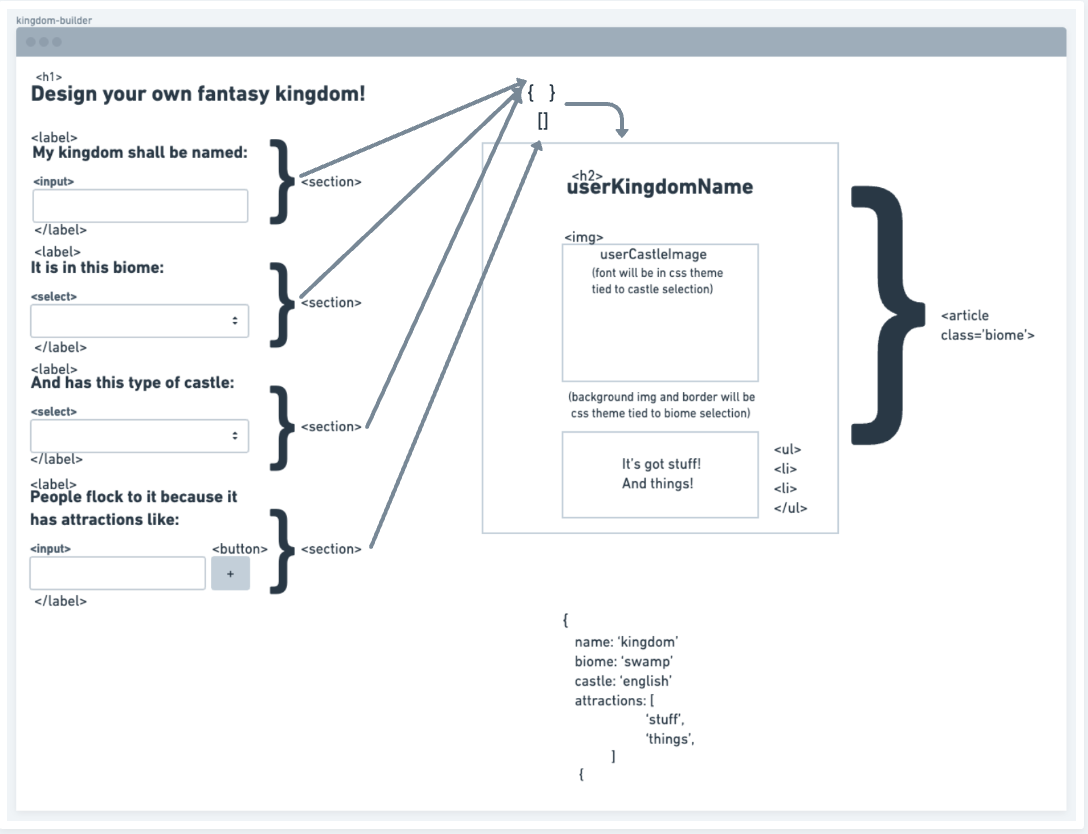 kingdom-builder
<h1>
Design your own fantasy kingdom!
<label>
My kingdom shall be named:
<input>
</label>
<section>
<label>
It is in this biome:
<select>
</label>
<section>
<label>
And has this type of castle:
<select>
</label>
<section>
<label>
People flock to it because it
has attractions like:
<input>
<button>
+
</label>
<section>
{ }
[]
<h2>
userKingdomName
<img>
userCastleImage
(font will be in css theme
tied to castle selection)
(background img and border will be
css theme tied to biome selection)
It's got stuff!
And things!
<ul>
<li>
<li>
</ul>
<article
class='biome'>
{
name: 'kingdom'
biome: 'swamp'
castle: 'english'
attractions: [
'stuff',
'things',
]
{